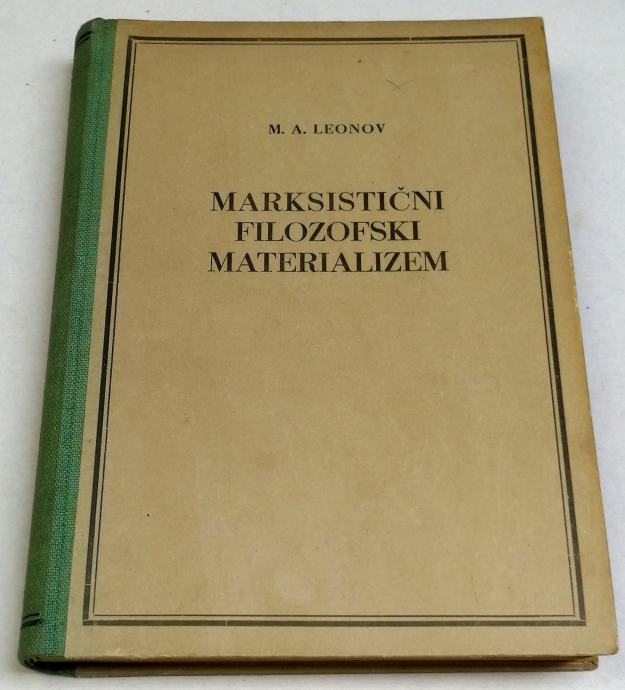 M. A. LEONOV
MARKSISTIČNI
FILOZOFSKI
MATERIALIZEM